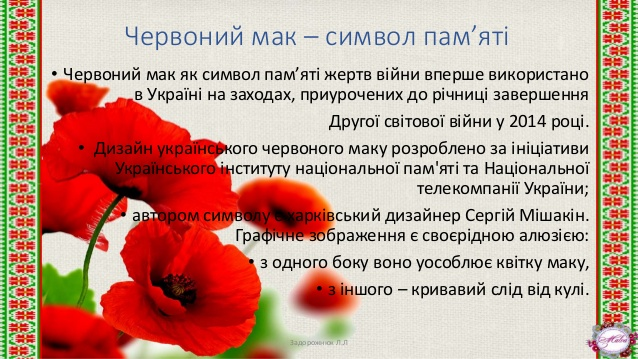 Червоний мак – символ пам’яті
• Червоний мак як символ пам’яті жертв війни вперше використано
в Україні на заходах, приурочених до річниці завершення
Другої світової війни у 2014 році.
• Дизайн українського червоного маку розроблено за ініціативи
Українського інституту національної пам'яті та Національної
телекомпанії України;
• автором символу є харківський дизайнер Сергій Мішакін.
Графічне зображення є своєрідною алюзією:
• з одного боку воно уособлює квітку маку,
• з іншого – кривавий слід від кулі.
Задорожнюк Л.Л